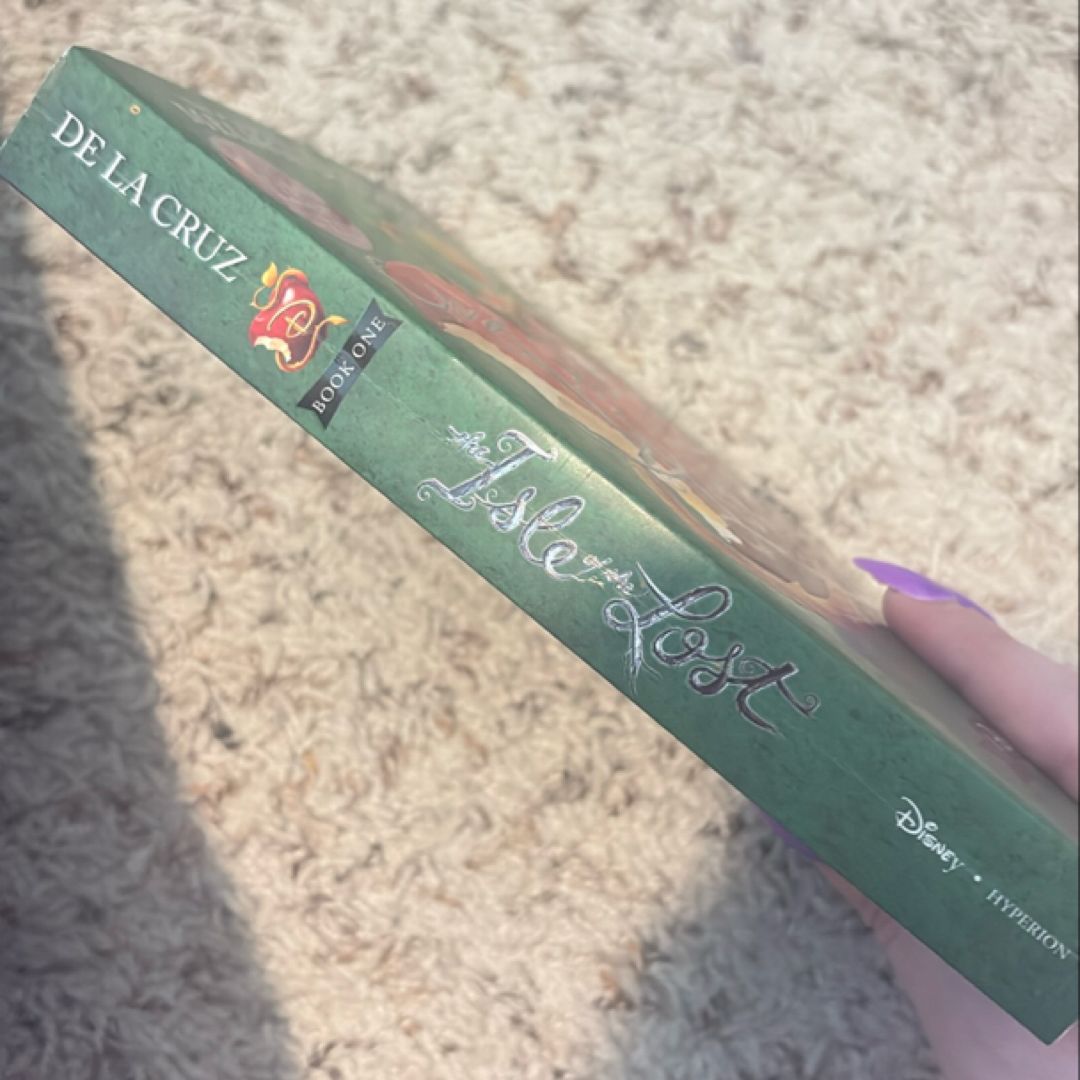 DE LA CRUZ
BOOK ONE
the Isle of the Lost
Disney • HYPERION